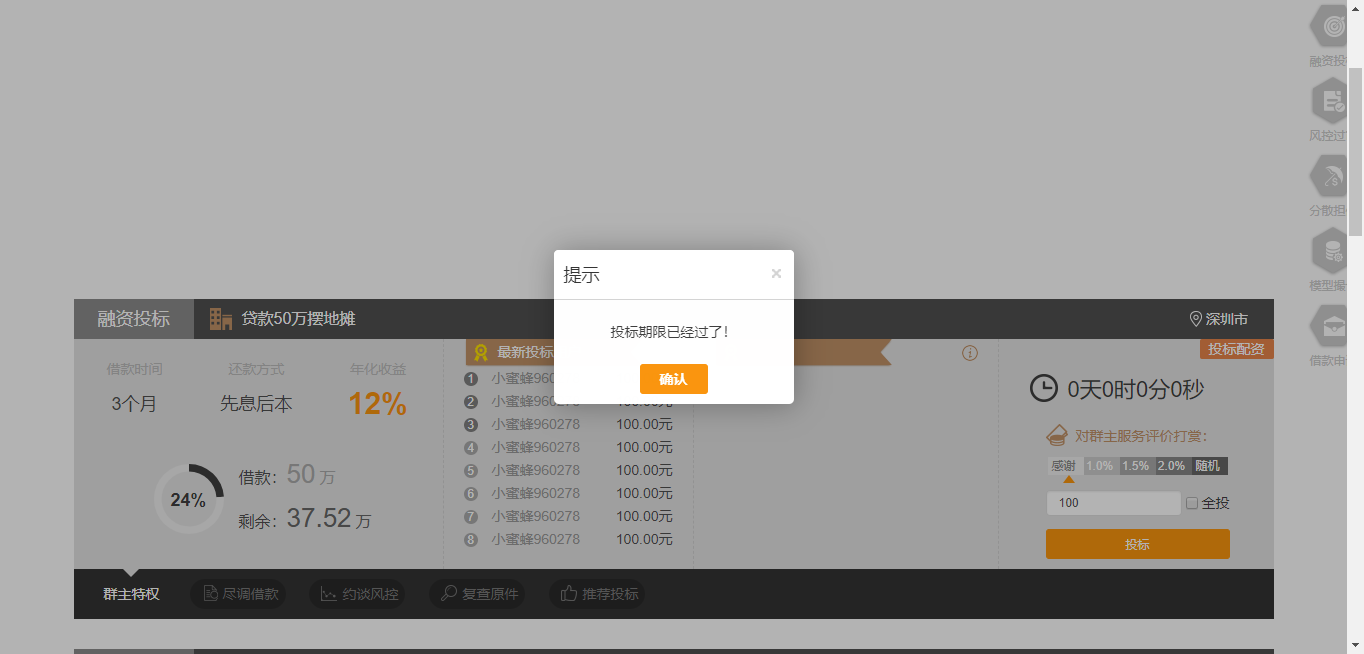 融资投
风控过
分散担
模型操
借款由
提示
×
投标期限已经过了!
确认
融资投标
贷款50万摆地摊
深圳市
借款时间 还款方式 年化收益
3个月 先息后本 12%
24%
借款: 50 万
剩余: 37.52 万
最新投标
1 小蜜蜂960
2 小蜜蜂960278 100.00元
3 小蜜蜂960278 100.00元
4 小蜜蜂960278 100.00元
5 小蜜蜂960278 100.00元
6 小蜜蜂960278 100.00元
7 小蜜蜂960278 100.00元
8 小蜜蜂960278 100.00元
投标配资
0天0时0分0秒
对群主服务评价打赏:
感谢 1.0% 1.5% 2.0% 随机
100 全投
投标
群主特权 尽调借款 约谈风控 复查原件 推荐投标